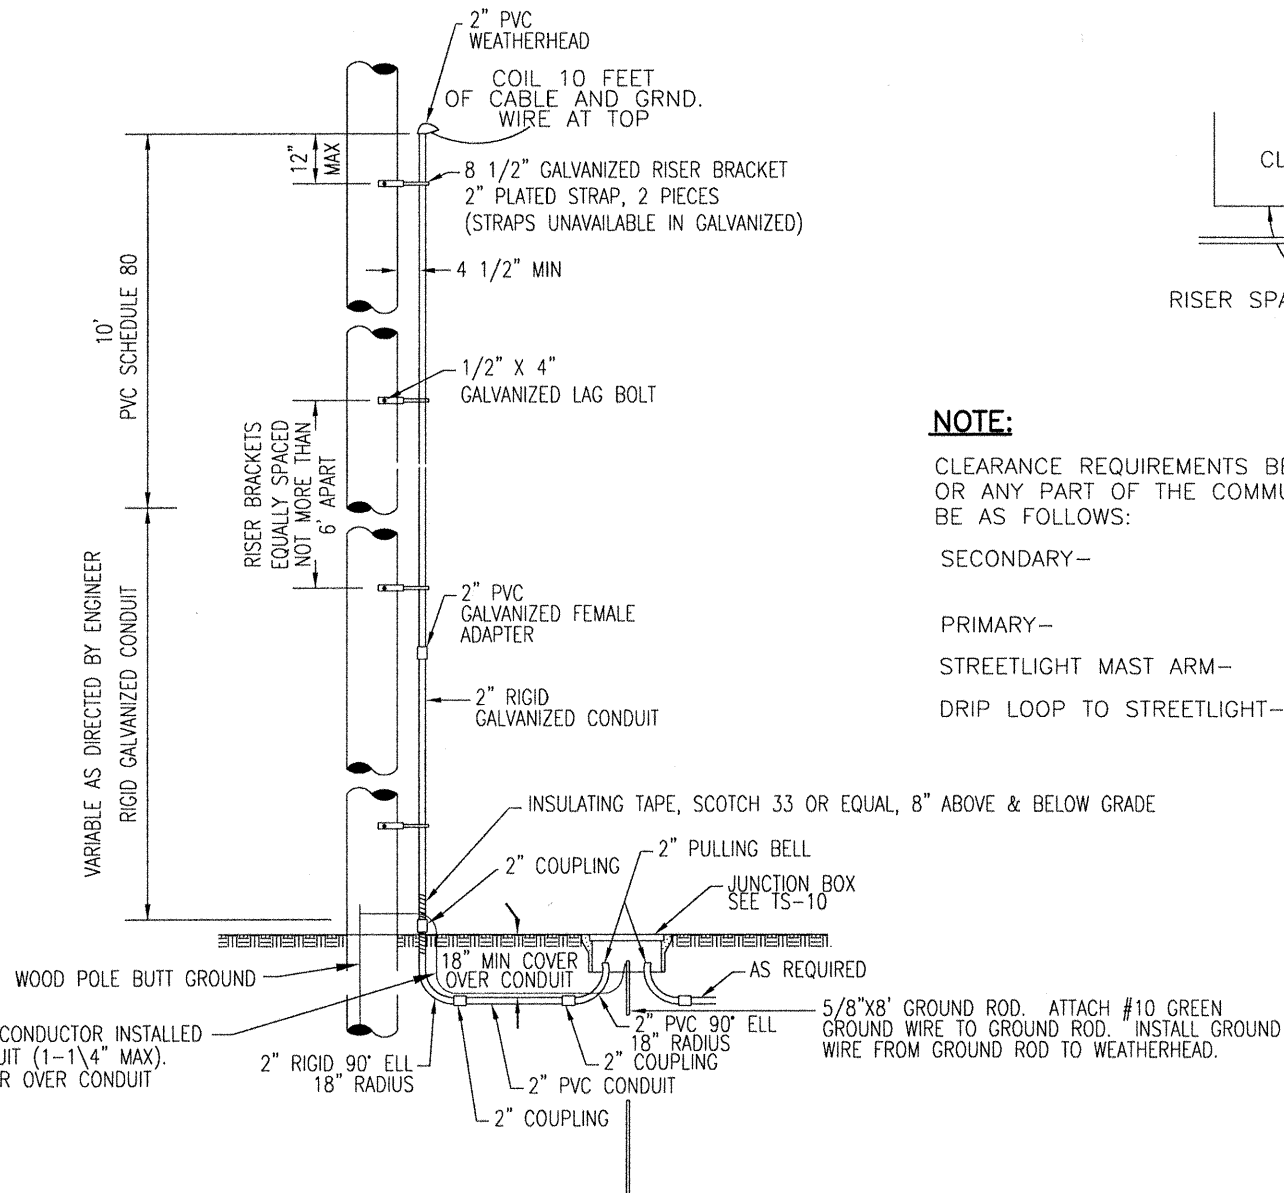 2" PVC
WEATHERHEAD
COIL 10 FEET
OF CABLE AND GRND.
WIRE AT TOP
12"
MAX
8 1/2" GALVANIZED RISER BRACKET
2" PLATED STRAP, 2 PIECES
(STRAPS UNAVAILABLE IN GALVANIZED)
4 1/2" MIN
10'
PVC SCHEDULE 80
1/2" X 4"
GALVANIZED LAG BOLT
RISER BRACKETS
EQUALLY SPACED
NOT MORE THAN
6' APART
VARIABLE AS DIRECTED BY ENGINEER
RIGID GALVANIZED CONDUIT
2" PVC
GALVANIZED FEMALE
ADAPTER
2" RIGID
GALVANIZED CONDUIT
INSULATING TAPE, SCOTCH 33 OR EQUAL, 8" ABOVE & BELOW GRADE
2" PULLING BELL
2" COUPLING
JUNCTION BOX
SEE TS-10
WOOD POLE BUTT GROUND
18" MIN COVER
OVER CONDUIT
AS REQUIRED
CONDUCTOR INSTALLED
UIT (1-1\4" MAX).
R OVER CONDUIT
2" RIGID 90° ELL
18" RADIUS
2" PVC 90° ELL
18" RADIUS
2" COUPLING
2" PVC CONDUIT
2" COUPLING
5/8"X8' GROUND ROD. ATTACH #10 GREEN
GROUND WIRE TO GROUND ROD. INSTALL GROUND
WIRE FROM GROUND ROD TO WEATHERHEAD.
CL
RISER SPA
NOTE:
CLEARANCE REQUIREMENTS BE
OR ANY PART OF THE COMMU
BE AS FOLLOWS:
SECONDARY-
PRIMARY-
STREETLIGHT MAST ARM-
DRIP LOOP TO STREETLIGHT-